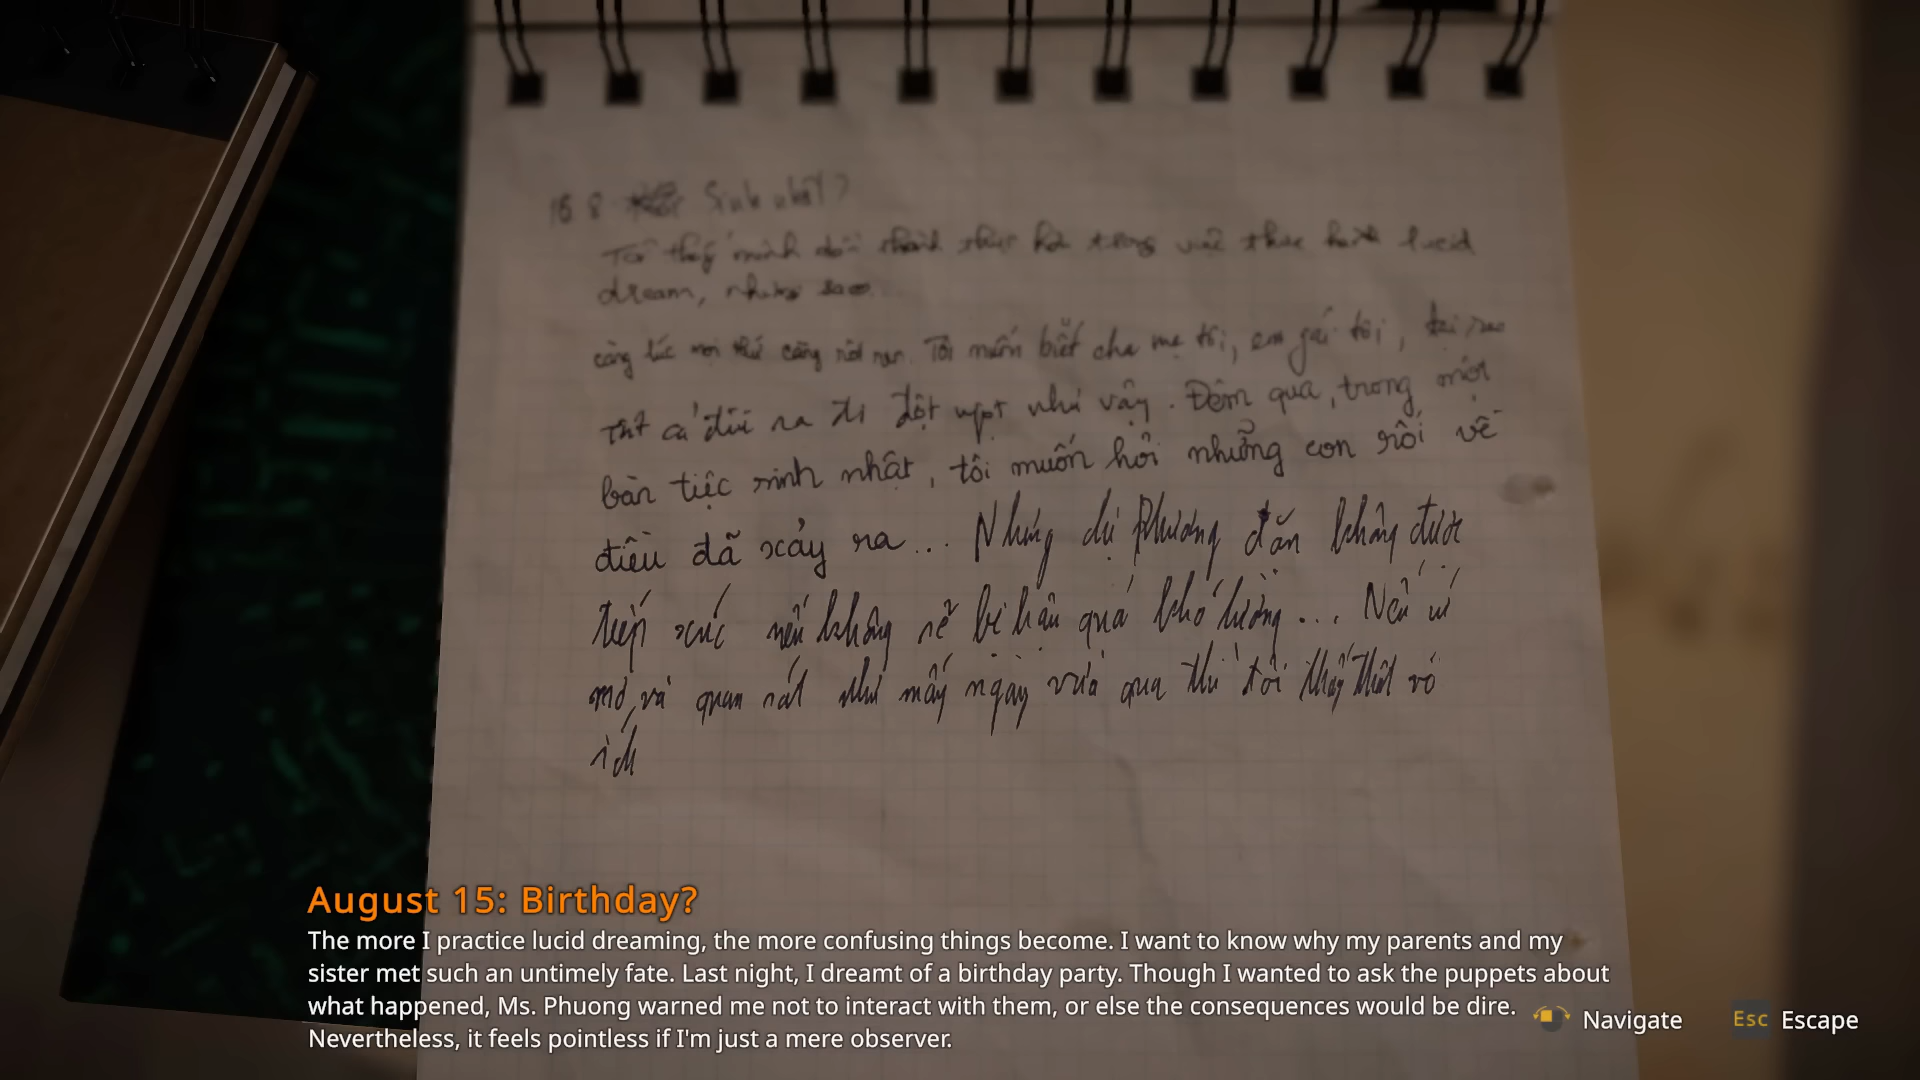 15 8 Sinh nhật?
Tôi thấy mình dần thành thục hơn trong việc thực hành lucid
dream, nhưng sao...
càng lúc mọi thứ càng rối rắm. Tôi muốn biết cha mẹ tôi, em gái tôi, tại sao
tất cả đều ra đi đột ngột như vậy. Đêm qua, trong một
bàn tiệc sinh nhật, tôi muốn hỏi những con rối về
điều đã xảy ra... Nhưng dì Phương dặn không được
tiếp xúc nếu không sẽ bị hậu quả khó lường... Nếu cứ
mơ và quan sát như mấy ngày vừa qua thì tôi thấy thật vô
ích
August 15: Birthday?
The more I practice lucid dreaming, the more confusing things become. I want to know why my parents and my
sister met such an untimely fate. Last night, I dreamt of a birthday party. Though I wanted to ask the puppets about
what happened, Ms. Phuong warned me not to interact with them, or else the consequences would be dire.
Nevertheless, it feels pointless if I'm just a mere observer.
Navigate
Esc Escape